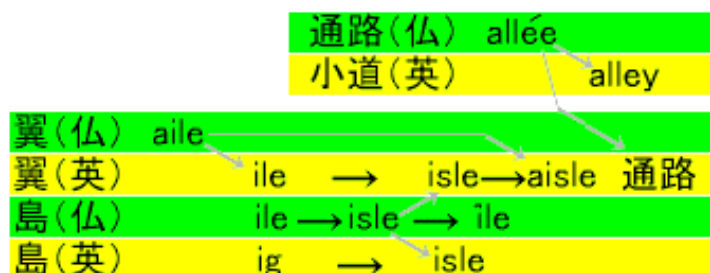 通路(仏) allée
小道(英) alley
翼(仏) aile
翼(英) ile → isle→aisle 通路
島(仏) ile→isle→île
島(英) ig → isle